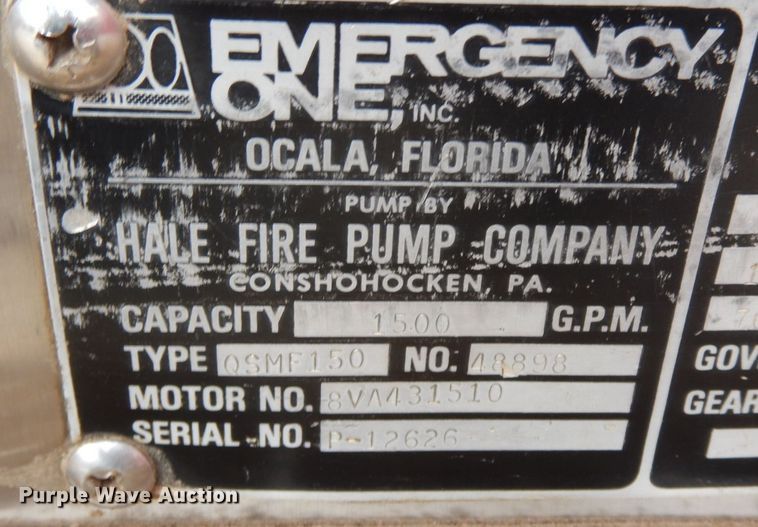 EMERGENCY
ONE, INC.
OCALA, FLORIDA
PUMP BY
HALE FIRE PUMP COMPANY
CONSHOHOCKEN, PA.
CAPACITY 1500 G.P.M.
TYPE QSMF150 NO. 48898
MOTOR NO. 8VA431510
SERIAL NO. P-12626
GOV
GEAR
Purple Wave Auction